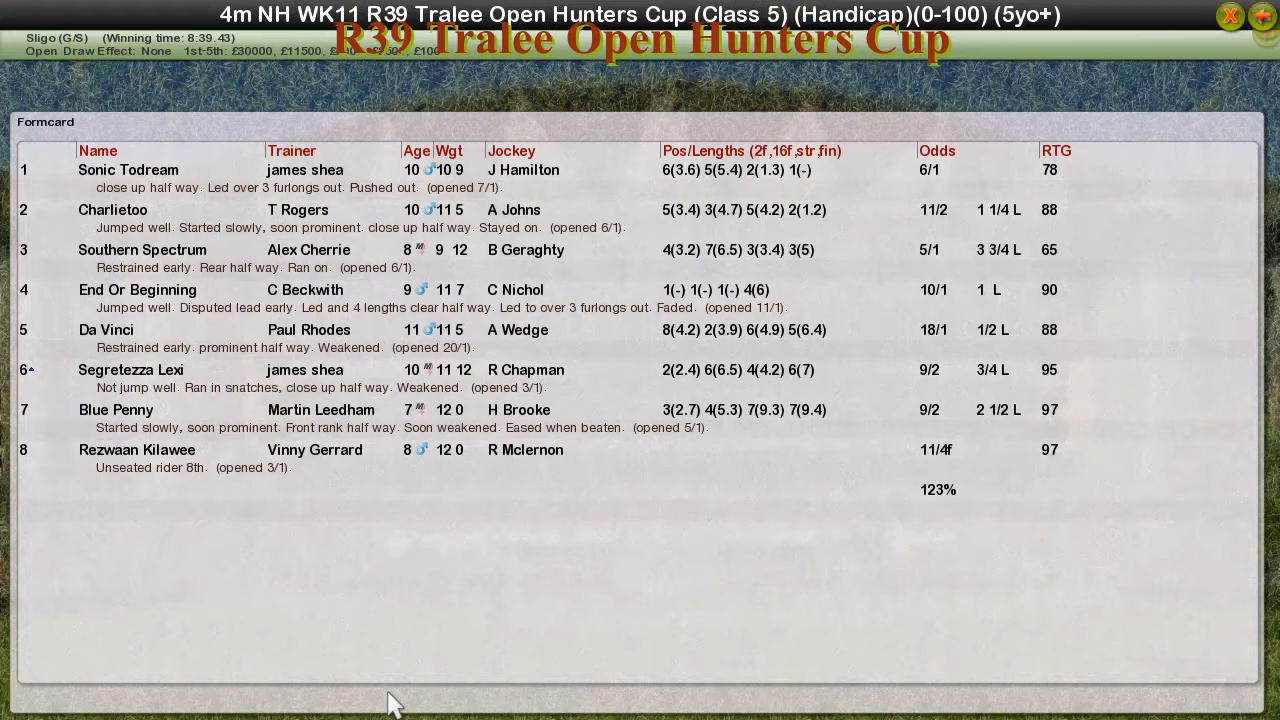 4m NH WK11 R39 Tralee Open Hunters Cup (Class 5) (Handicap)(0-100) (5yo+)
R39 Tralee Open Hunters Cup
Sligo (G/S) (Winning time: 8:39.43)
Open Draw Effect: None 1st-5th: £30000, £11500,
Formcard
Name Trainer Age Wgt Jockey Pos/Lengths (2f,16f,str,fin) Odds RTG
1 Sonic Todream james shea 10 10 9 J Hamilton 6(3.6) 5(5.4) 2(1.3) 1(-) 6/1 78
close up half way. Led over 3 furlongs out. Pushed out. (opened 7/1).
2 Charlietoo T Rogers 10 11 5 A Johns 5(3.4) 3(4.7) 5(4.2) 2(1.2) 11/2 1 1/4 L 88
Jumped well. Started slowly, soon prominent. close up half way. Stayed on. (opened 6/1).
3 Southern Spectrum Alex Cherrie 8 9 12 B Geraghty 4(3.2) 7(6.5) 3(3.4) 3(5) 5/1 3 3/4 L 65
Restrained early. Rear half way. Ran on. (opened 6/1).
4 End Or Beginning C Beckwith 9 11 7 C Nichol 1(-) 1(-) 1(-) 4(6) 10/1 1 L 90
Jumped well. Disputed lead early. Led and 4 lengths clear half way. Led to over 3 furlongs out. Faded. (opened 11/1).
5 Da Vinci Paul Rhodes 11 11 5 A Wedge 8(4.2) 2(3.9) 6(4.9) 5(6.4) 18/1 1/2 L 88
Restrained early. prominent half way. Weakened. (opened 20/1).
6 Segretezza Lexi james shea 10 11 12 R Chapman 2(2.4) 6(6.5) 4(4.2) 6(7) 9/2 3/4 L 95
Not jump well. Ran in snatches, close up half way. Weakened. (opened 3/1).
7 Blue Penny Martin Leedham 7 12 0 H Brooke 3(2.7) 4(5.3) 7(9.3) 7(9.4) 9/2 2 1/2 L 97
Started slowly, soon prominent. Front rank half way. Soon weakened. Eased when beaten. (opened 5/1).
8 Rezwaan Kilawee Vinny Gerrard 8 12 0 R Mclernon 11/4f 97
Unseated rider 8th. (opened 3/1).
123%